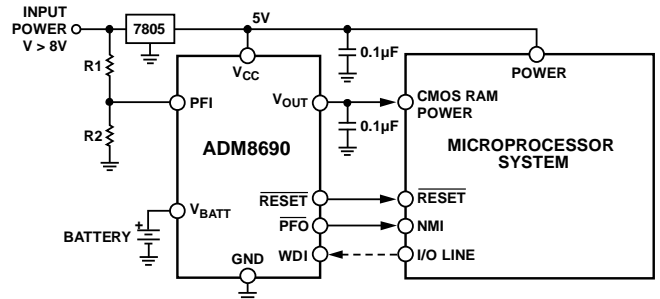 INPUT
POWER
V > 8V
7805
5V
R1
R2
0.1µF
POWER
VCC
PFI
VOUT
0.1µF
CMOS RAM
POWER
ADM8690
MICROPROCESSOR
SYSTEM
RESET
RESET
VBATT
PFO
NMI
BATTERY
+
WDI
I/O LINE
GND